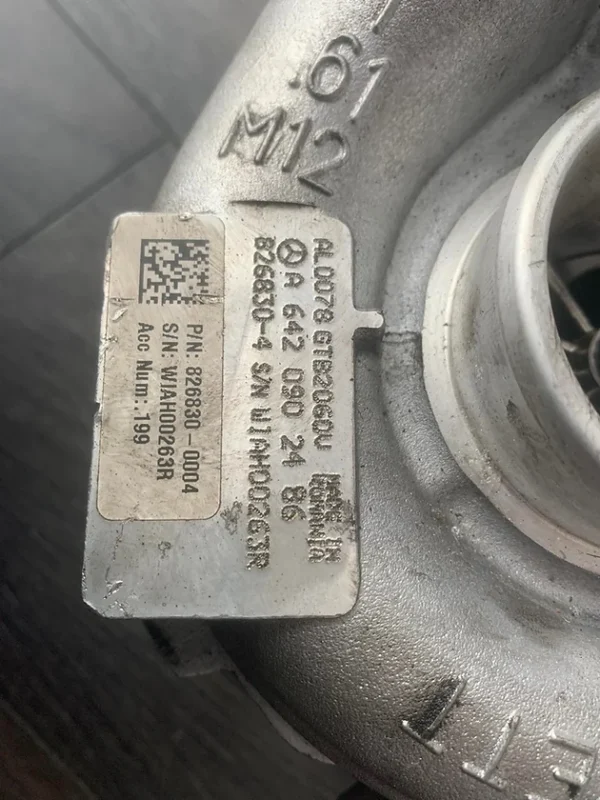 .61
M12
AL0078 GTB2060V MADE IN
ROMANIA
A 642 090 24 86
826830-4 S/N WIAH00263R
P/N: 826830-0004
S/N: WIAH00263R
Acc Num:.199